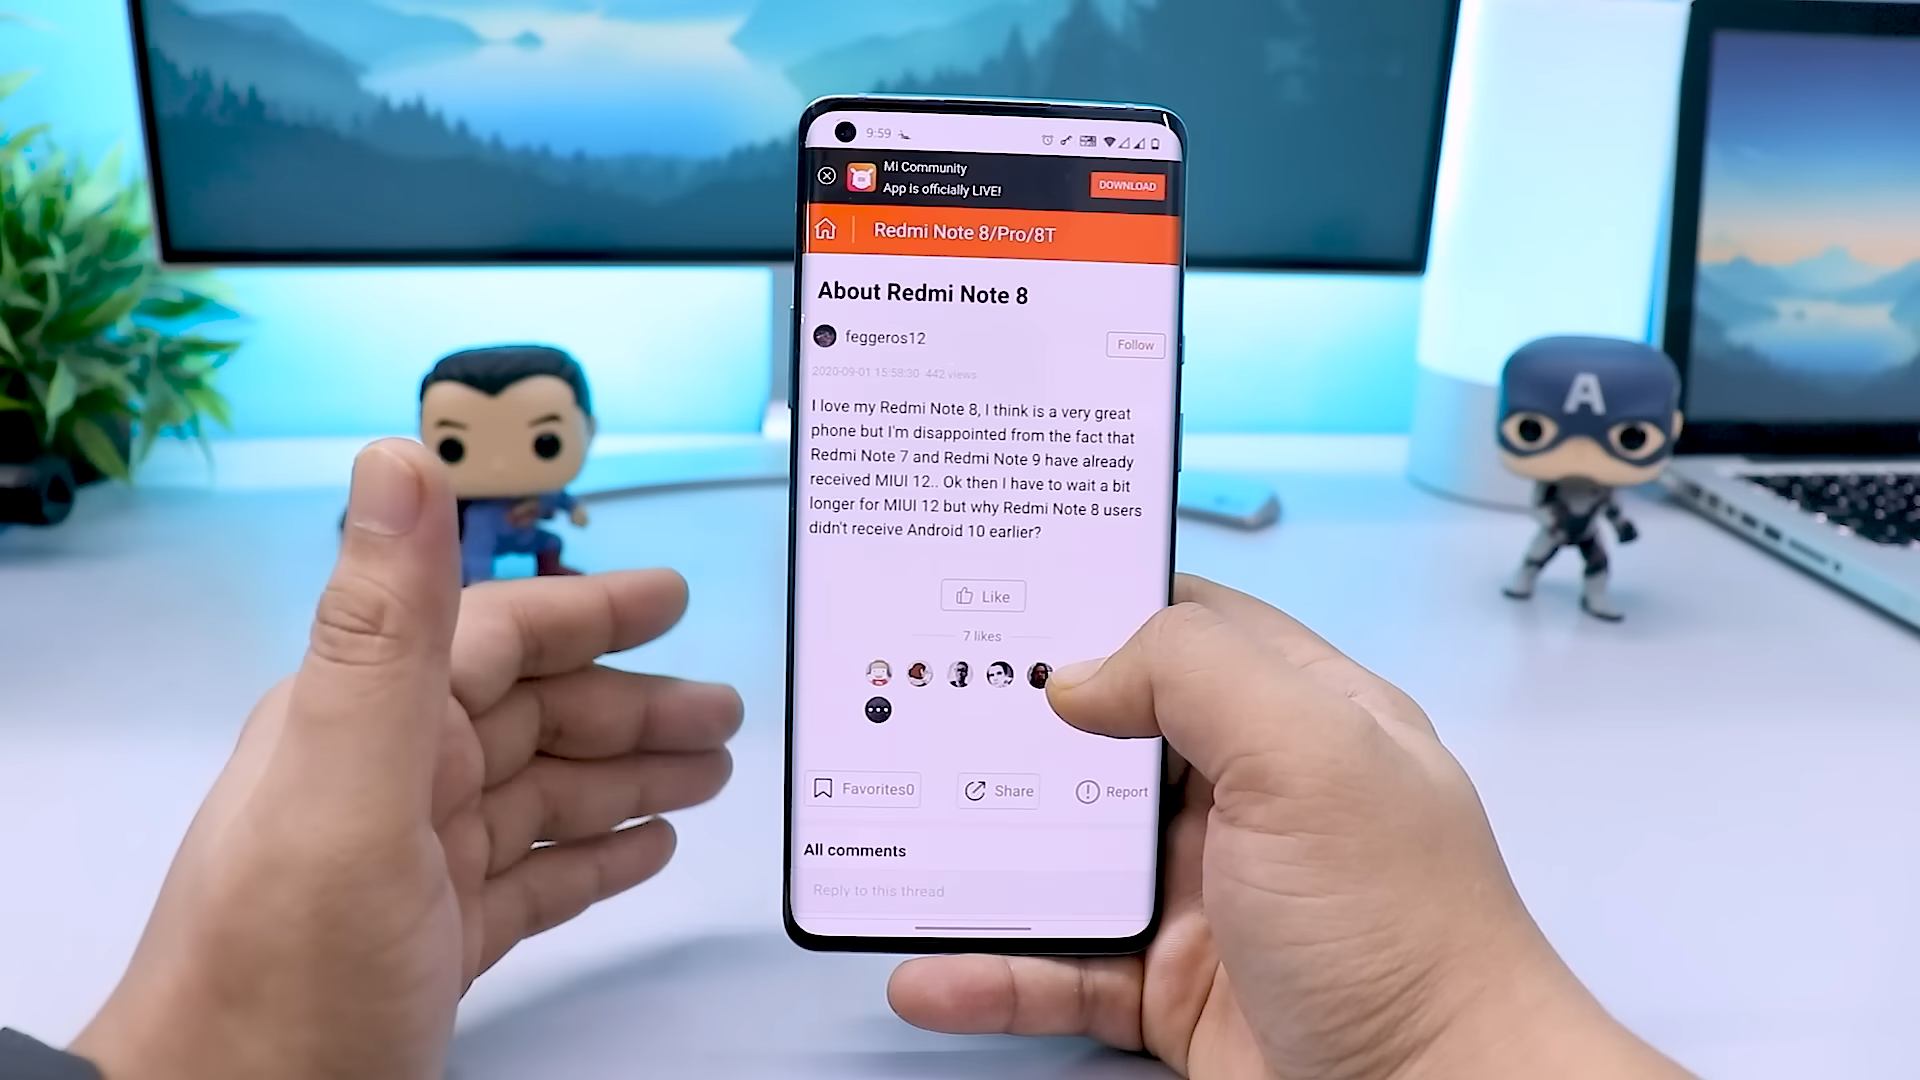 9:59
Mi Community
App is officially LIVE!
DOWNLOAD
Redmi Note 8/Pro/8T
About Redmi Note 8
feggeros12
Follow
2020-09-01 15:58:30 442 views
I love my Redmi Note 8, I think is a very great
phone but I'm disappointed from the fact that
Redmi Note 7 and Redmi Note 9 have already
received MIUI 12.. Ok then I have to wait a bit
longer for MIUI 12 but why Redmi Note 8 users
didn't receive Android 10 earlier?
Like
7 likes
Favorites0
Share
Report
All comments
Reply to this thread
A